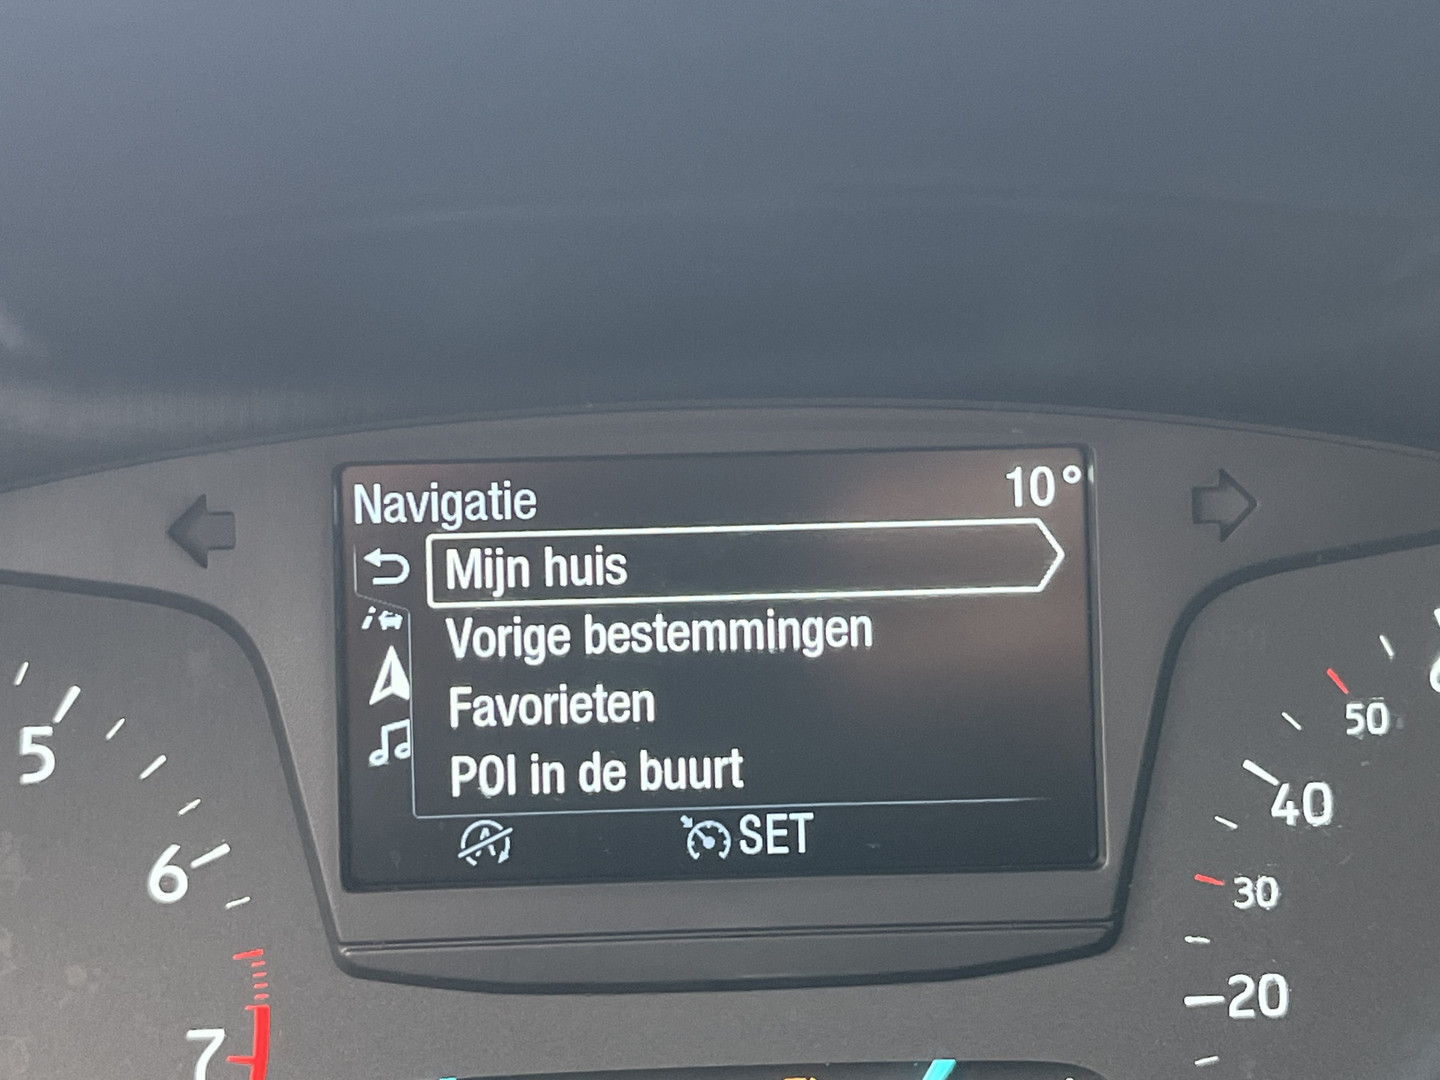 Navigatie 10°
Mijn huis
Vorige bestemmingen
Favorieten
POI in de buurt
A SET
5
6
7
50
40
30
20